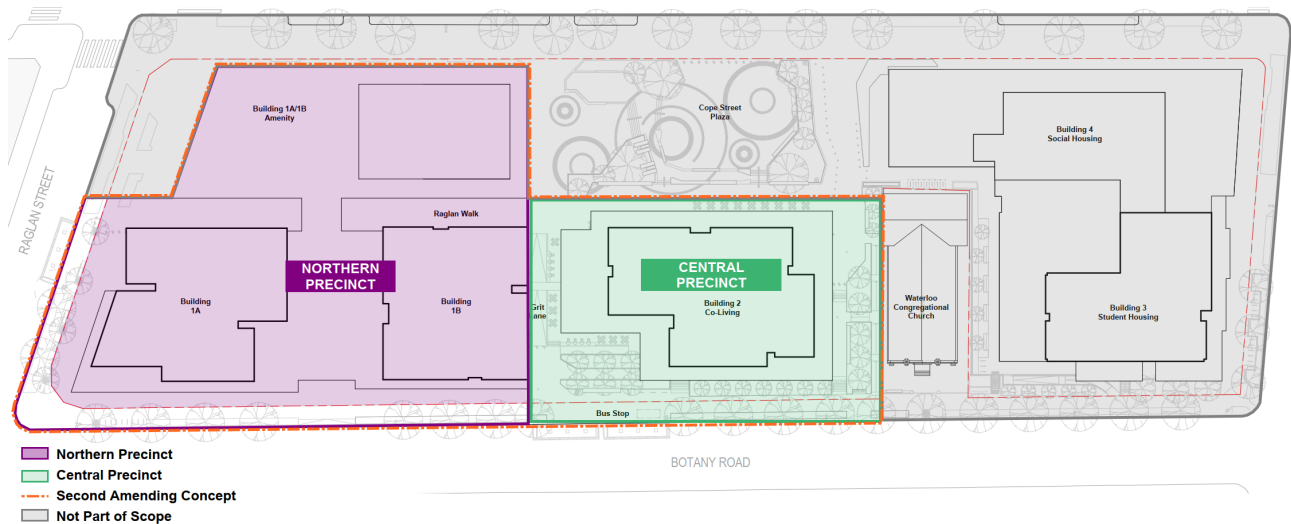 Building 1A/1B
Amenity
Cope Street
Plaza
Building 4
Social Housing
RAGLAN STREET
Raglan Walk
NORTHERN
PRECINCT
CENTRAL
PRECINCT
Building
1A
Building
1B
Grit
Lane
Building 2
Co-Living
Waterloo
Congregational
Church
Building 3
Student Housing
Bus Stop
BOTANY ROAD
Northern Precinct
Central Precinct
Second Amending Concept
Not Part of Scope